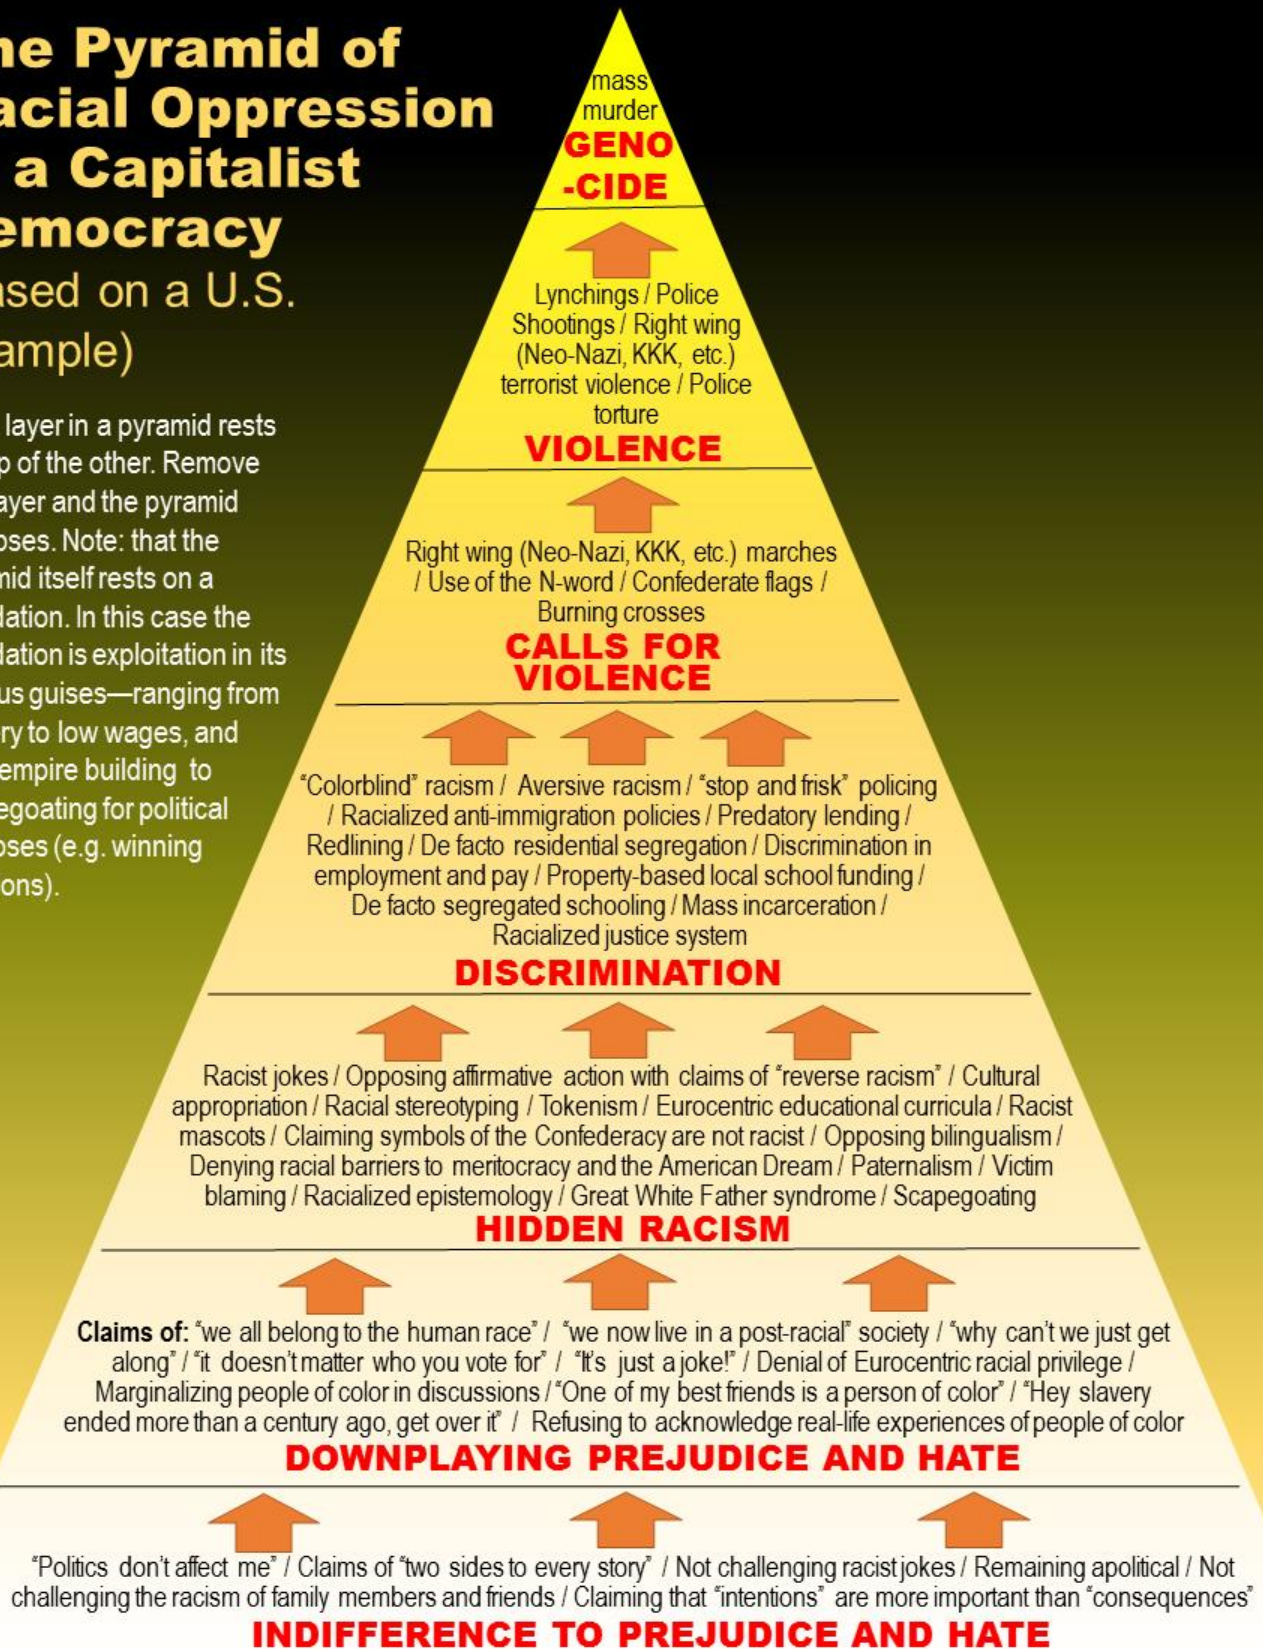 he Pyramid of
acial Oppression
a Capitalist
emocracy
ased on a U.S.
ample)
layer in a pyramid rests
p of the other. Remove
ayer and the pyramid
oses. Note: that the
mid itself rests on a
dation. In this case the
dation is exploitation in its
us guises—ranging from
ry to low wages, and
empire building to
egoating for political
oses (e.g. winning
ons).
mass
murder
GENO
-CIDE
Lynchings / Police
Shootings / Right wing
(Neo-Nazi, KKK, etc.)
terrorist violence / Police
torture
VIOLENCE
Right wing (Neo-Nazi, KKK, etc.) marches
/ Use of the N-word / Confederate flags /
Burning crosses
CALLS FOR
VIOLENCE
“Colorblind” racism / Aversive racism / “stop and frisk” policing
/ Racialized anti-immigration policies / Predatory lending /
Redlining / De facto residential segregation / Discrimination in
employment and pay / Property-based local school funding /
De facto segregated schooling / Mass incarceration /
Racialized justice system
DISCRIMINATION
Racist jokes / Opposing affirmative action with claims of “reverse racism” / Cultural
appropriation / Racial stereotyping / Tokenism / Eurocentric educational curricula / Racist
mascots / Claiming symbols of the Confederacy are not racist / Opposing bilingualism /
Denying racial barriers to meritocracy and the American Dream / Paternalism / Victim
blaming / Racialized epistemology / Great White Father syndrome / Scapegoating
HIDDEN RACISM
Claims of: “we all belong to the human race” / “we now live in a post-racial” society / “why can’t we just get
along” / “it doesn’t matter who you vote for” / “It’s just a joke!” / Denial of Eurocentric racial privilege /
Marginalizing people of color in discussions / “One of my best friends is a person of color” / “Hey slavery
ended more than a century ago, get over it” / Refusing to acknowledge real-life experiences of people of color
DOWNPLAYING PREJUDICE AND HATE
“Politics don’t affect me” / Claims of “two sides to every story” / Not challenging racist jokes / Remaining apolitical / Not
challenging the racism of family members and friends / Claiming that “intentions” are more important than “consequences”
INDIFFERENCE TO PREJUDICE AND HATE